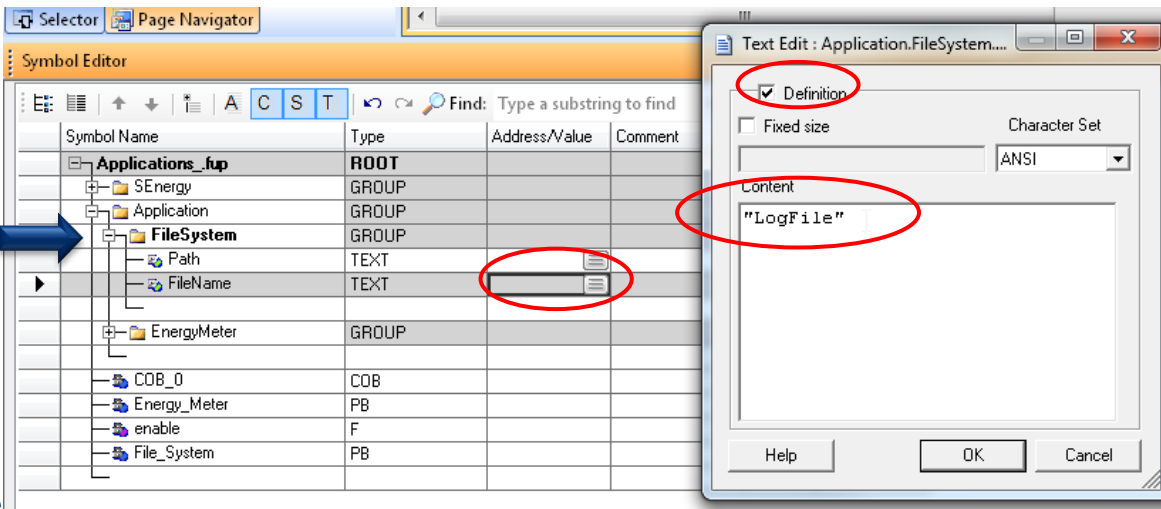 Selector Page Navigator
Symbol Editor
A C S T Find: Type a substring to find
Symbol Name Type Address/Value Comment
Applications_.fup ROOT
SEnergy GROUP
Application GROUP
FileSystem GROUP
Path TEXT
FileName TEXT
EnergyMeter GROUP
COB_0 COB
Energy_Meter PB
enable F
File_System PB
Text Edit : Application.FileSystem....
Definition
Fixed size Character Set
ANSI
Content
"LogFile"
Help OK Cancel